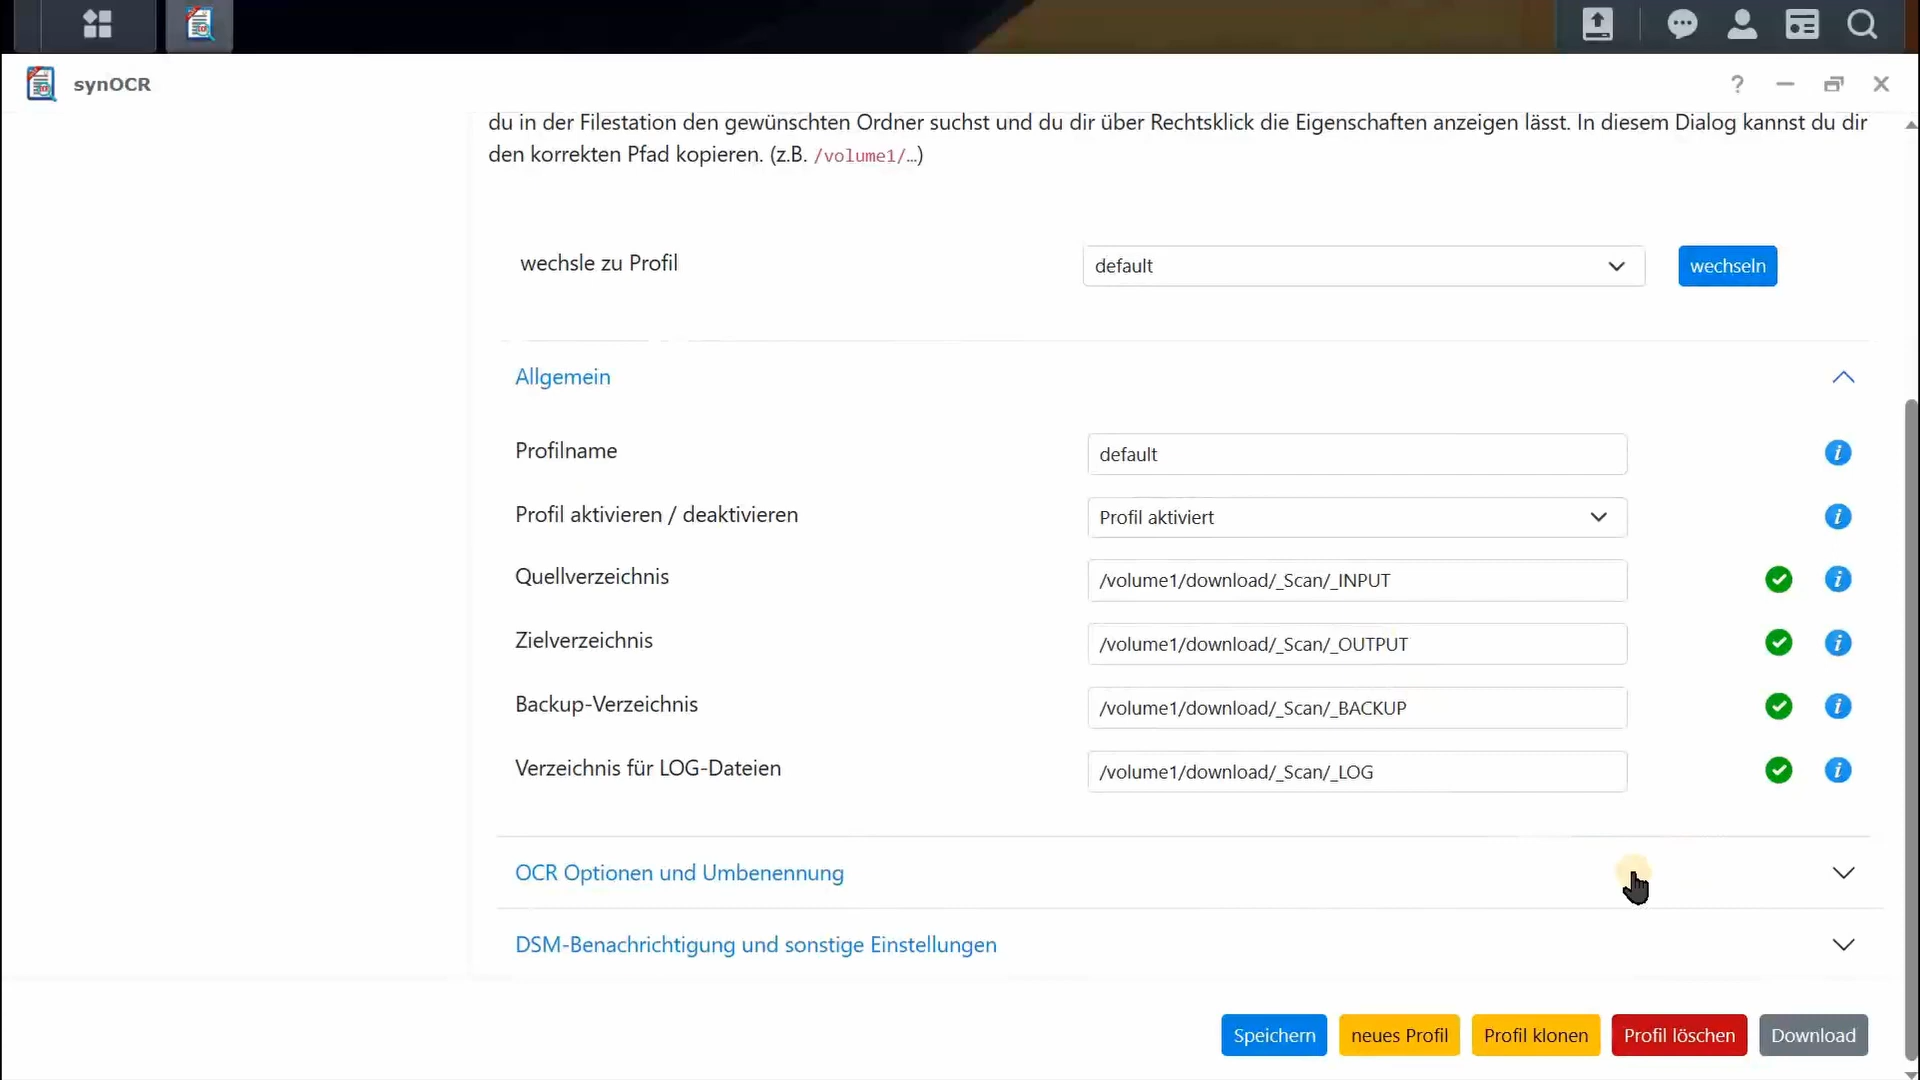 synOCR
du in der Filestation den gewünschten Ordner suchst und du dir über Rechtsklick die Eigenschaften anzeigen lässt. In diesem Dialog kannst du dir
den korrekten Pfad kopieren. (z.B. /volume1/…)
wechsle zu Profil
default
wechseln
Allgemein
Profilname
default
Profil aktivieren / deaktivieren
Profil aktiviert
Quellverzeichnis
/volume1/download/_Scan/_INPUT
Zielverzeichnis
/volume1/download/_Scan/_OUTPUT
Backup-Verzeichnis
/volume1/download/_Scan/_BACKUP
Verzeichnis für LOG-Dateien
/volume1/download/_Scan/_LOG
OCR Optionen und Umbenennung
DSM-Benachrichtigung und sonstige Einstellungen
Speichern
neues Profil
Profil klonen
Profil löschen
Download